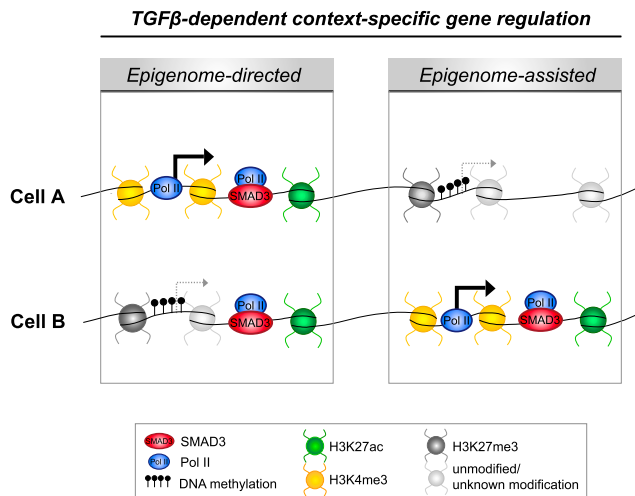 TGFβ-dependent context-specific gene regulation
Epigenome-directed
Epigenome-assisted
Cell A
Pol II
Pol II
SMAD3
Cell B
Pol II
SMAD3
Pol II
Pol II
SMAD3
SMAD3 SMAD3
Pol II Pol II
DNA methylation
H3K27ac
H3K4me3
H3K27me3
unmodified/
unknown modification